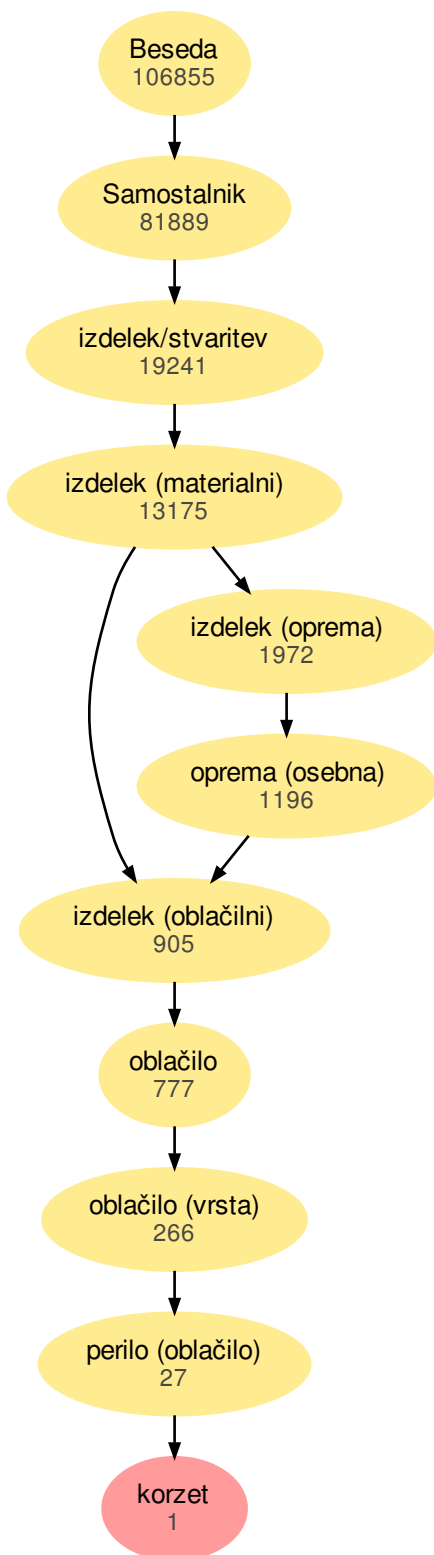 Beseda
106855
Samostalnik
81889
izdelek/stvaritev
19241
izdelek (materialni)
13175
izdelek (oprema)
1972
oprema (osebna)
1196
izdelek (oblačilni)
905
oblačilo
777
oblačilo (vrsta)
266
perilo (oblačilo)
27
korzet
1